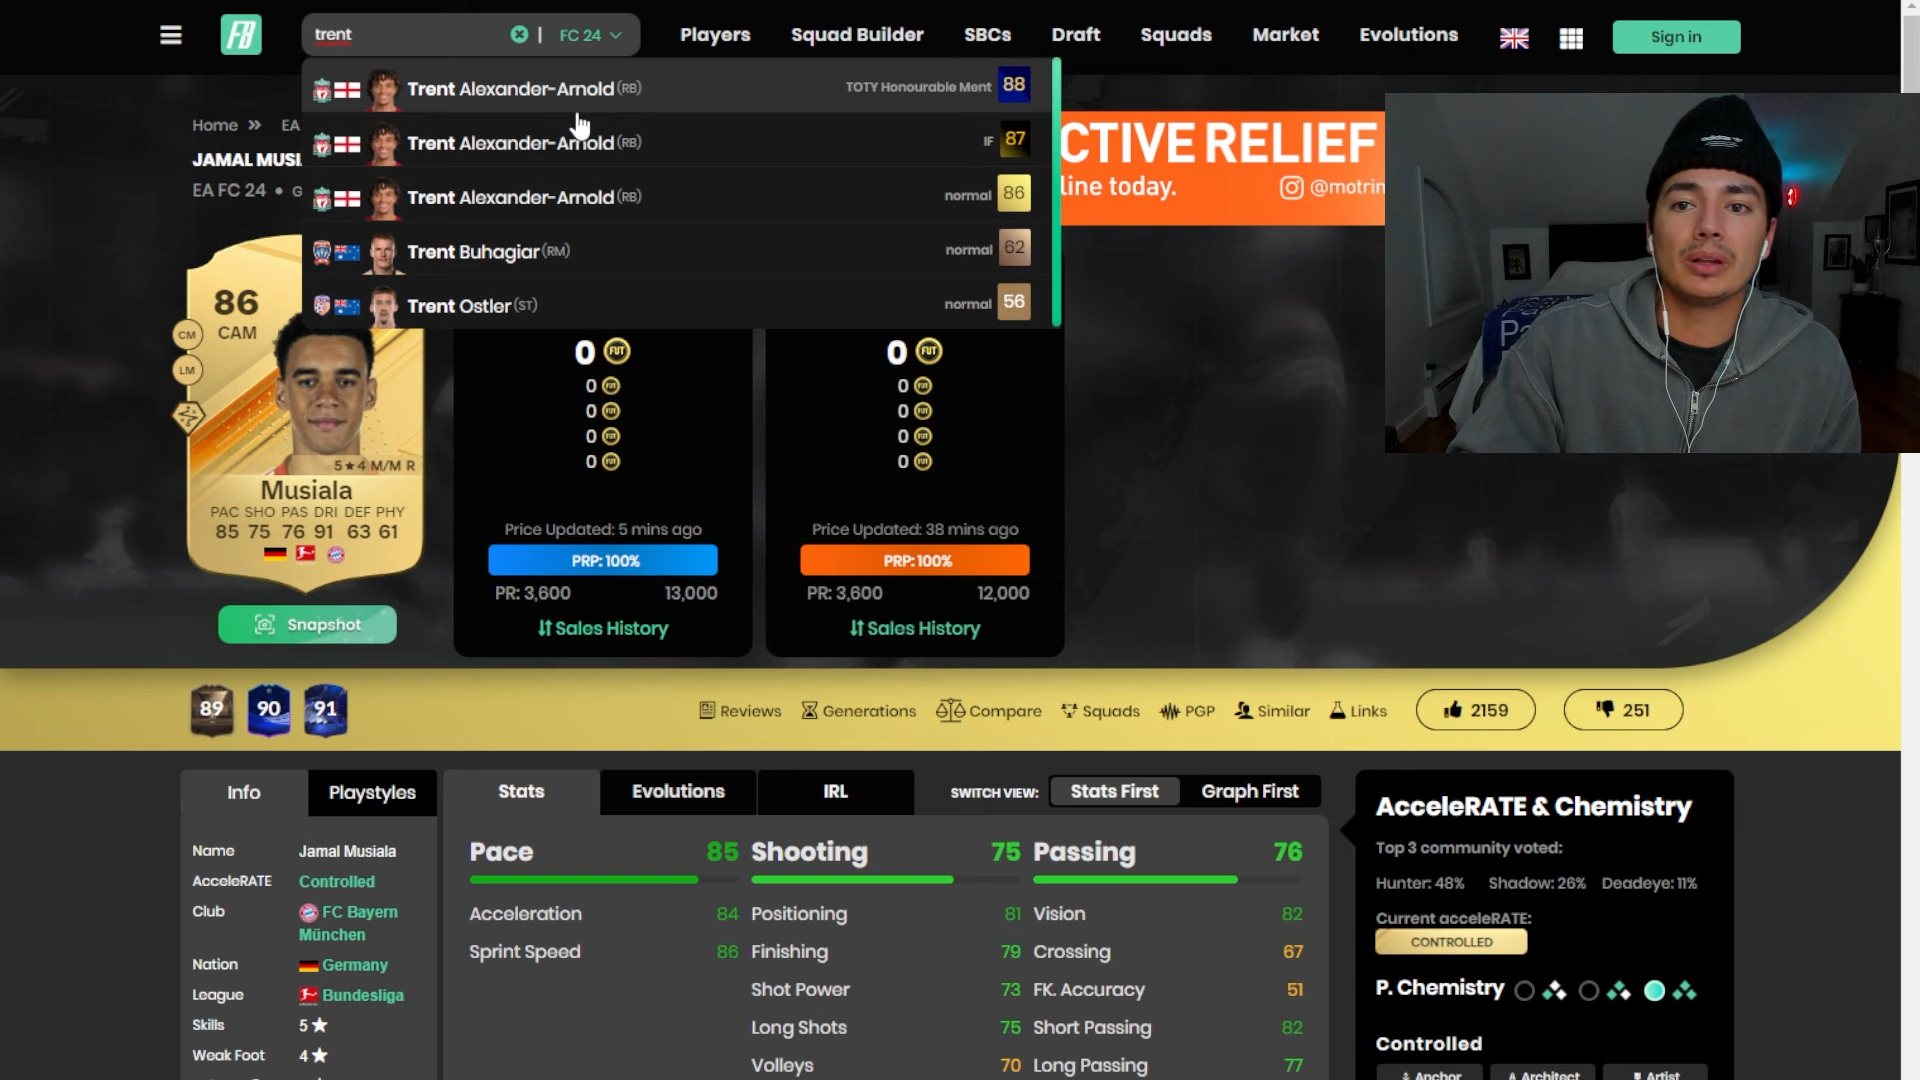 trent
FC 24
Players
Squad Builder
SBCs
Draft
Squads
Market
Evolutions
Sign in
Trent Alexander-Arnold (RB)
TOTY Honourable Ment
88
Trent Alexander-Arnold (RB)
IF
87
Trent Alexander-Arnold (RB)
normal
86
Trent Buhagiar (RM)
normal
62
Trent Ostler (ST)
normal
56
Home
EA
JAMAL MUSI
EA FC 24 • G
CTIVE RELIEF
line today.
@motrin
86
CAM
CM
LM
5★4 M/M R
Musiala
PAC SHO PAS DRI DEF PHY
85 75 76 91 63 61
Snapshot
0
0
0
0
0
Price Updated: 5 mins ago
PRP: 100%
PR: 3,600
13,000
Sales History
0
0
0
0
0
Price Updated: 38 mins ago
PRP: 100%
PR: 3,600
12,000
Sales History
89
90
91
Reviews
Generations
Compare
Squads
PGP
Similar
Links
2159
251
Info
Playstyles
Stats
Evolutions
IRL
SWITCH VIEW:
Stats First
Graph First
Name
Jamal Musiala
AcceleRATE
Controlled
Club
FC Bayern
München
Nation
Germany
League
Bundesliga
Skills
5★
Weak Foot
4★
Pace 85
Acceleration 84
Sprint Speed 86
Shooting 75
Positioning 81
Finishing 79
Shot Power 73
Long Shots 75
Volleys 70
Passing 76
Vision 82
Crossing 67
FK. Accuracy 51
Short Passing 82
Long Passing 77
AcceleRATE & Chemistry
Top 3 community voted:
Hunter: 48% Shadow: 26% Deadeye: 11%
Current acceleRATE:
CONTROLLED
P. Chemistry
Controlled
Anchor
Architect
Artist